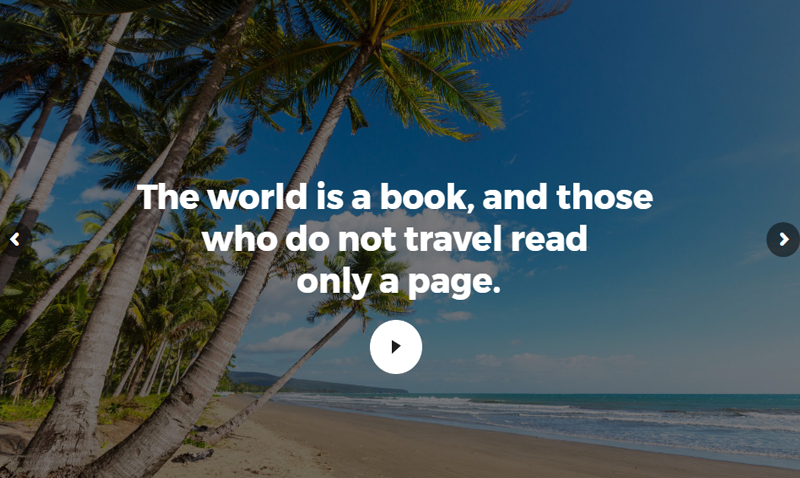 The world is a book, and those
who do not travel read
only a page.